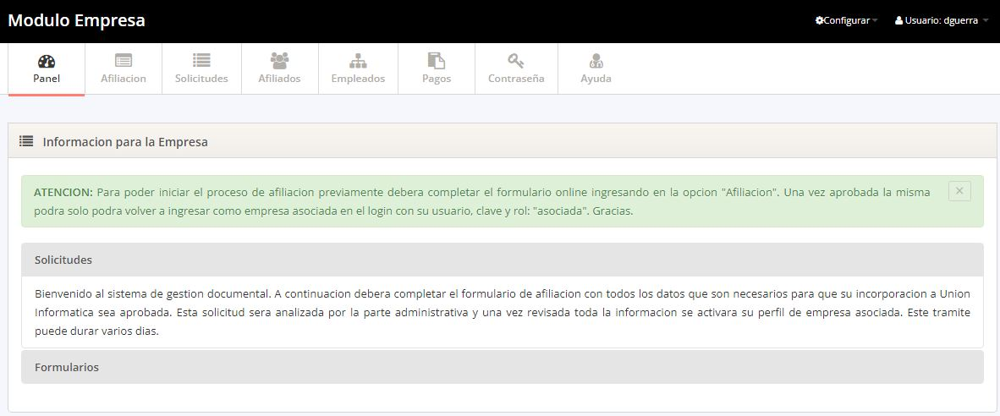 Modulo Empresa
Configurar
Usuario: dguerra
Panel
Afiliacion
Solicitudes
Afiliados
Empleados
Pagos
Contraseña
Ayuda
Informacion para la Empresa
ATENCION: Para poder iniciar el proceso de afiliacion previamente debera completar el formulario online ingresando en la opcion "Afiliacion". Una vez aprobada la misma
podra solo podra volver a ingresar como empresa asociada en el login con su usuario, clave y rol: "asociada". Gracias.
Solicitudes
Bienvenido al sistema de gestion documental. A continuacion debera completar el formulario de afiliacion con todos los datos que son necesarios para que su incorporacion a Union
Informatica sea aprobada. Esta solicitud sera analizada por la parte administrativa y una vez revisada toda la informacion se activara su perfil de empresa asociada. Este tramite
puede durar varios dias.
Formularios